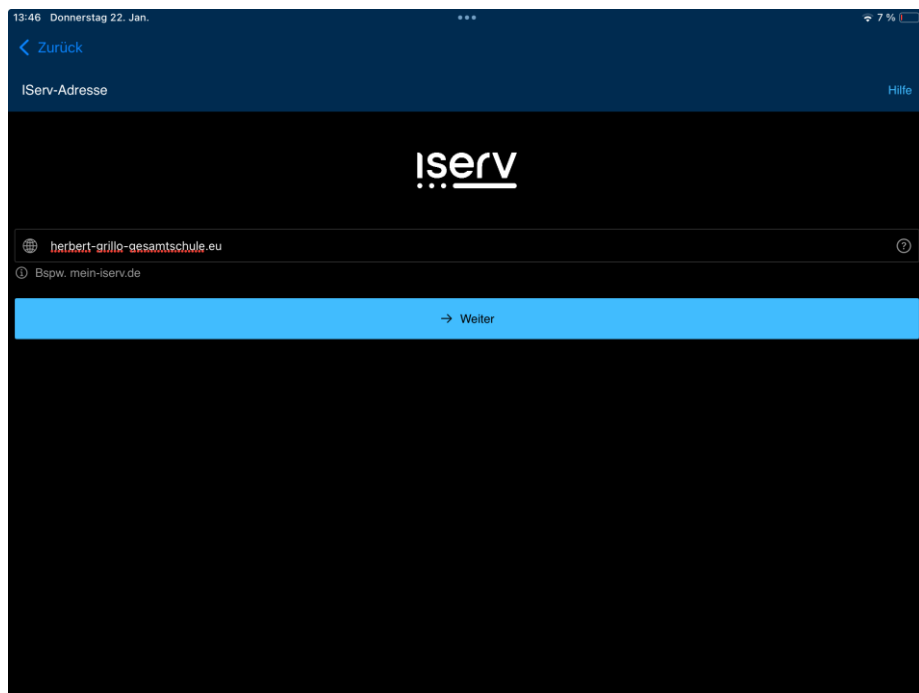 13:46 Donnerstag 22. Jan. 7 %
Zurück
IServ-Adresse Hilfe
Iserv
herbert-grillo-gesamtschule.eu
Bspw. mein-iserv.de
→ Weiter